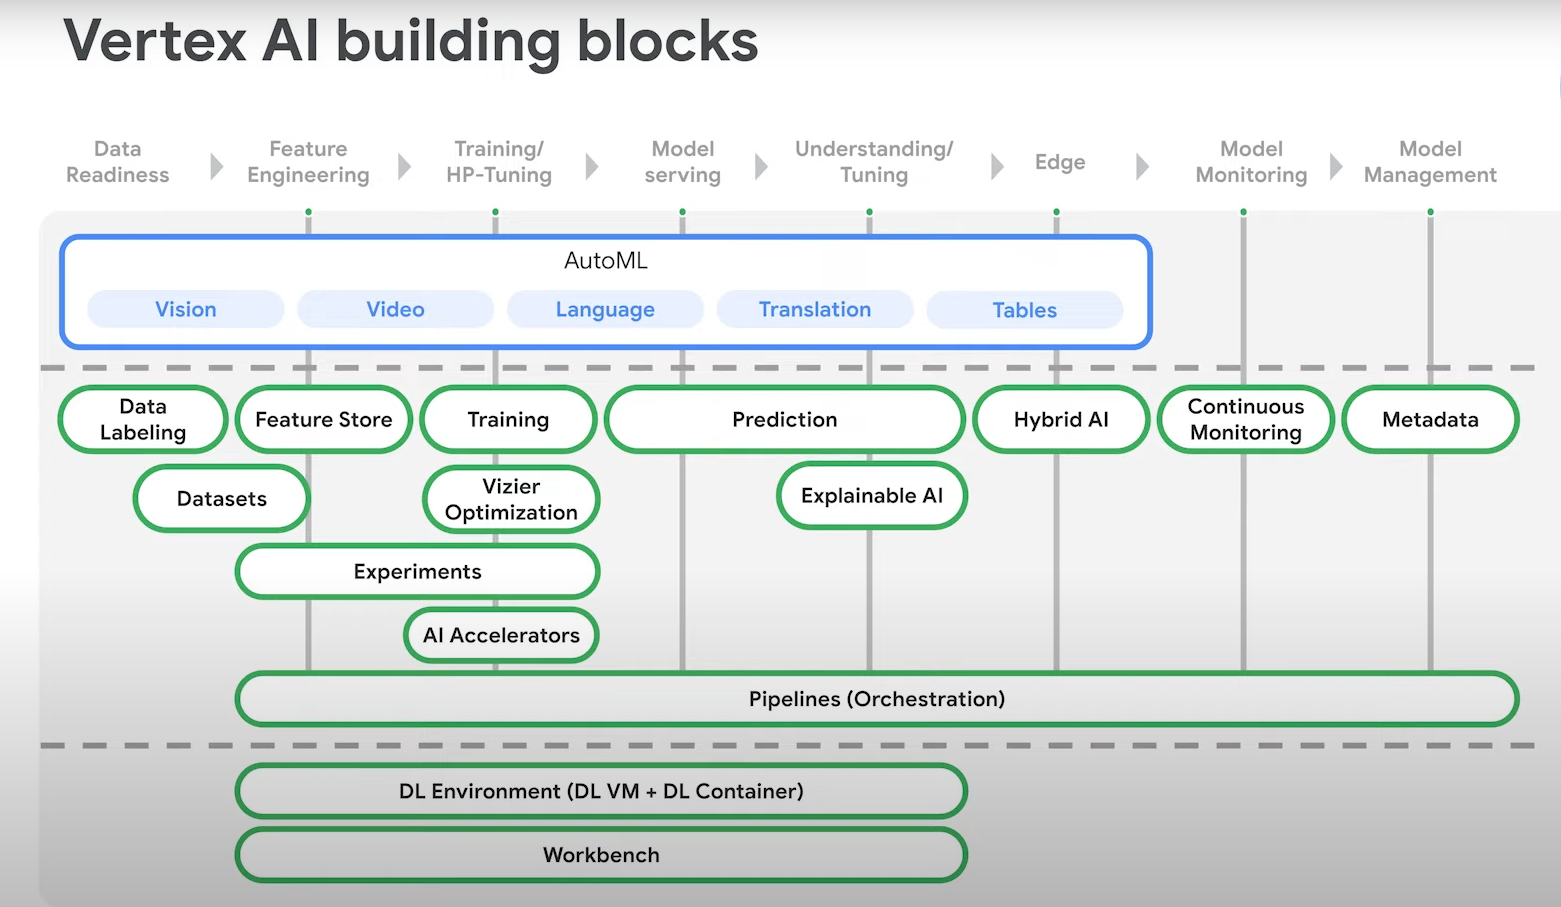 Vertex AI building blocks
Data
Readiness
Feature
Engineering
Training/
HP-Tuning
Model
serving
Understanding/
Tuning
Edge
Model
Monitoring
Model
Management
AutoML
Vision
Video
Language
Translation
Tables
Data
Labeling
Feature Store
Training
Prediction
Hybrid AI
Continuous
Monitoring
Metadata
Datasets
Vizier
Optimization
Explainable AI
Experiments
AI Accelerators
Pipelines (Orchestration)
DL Environment (DL VM + DL Container)
Workbench